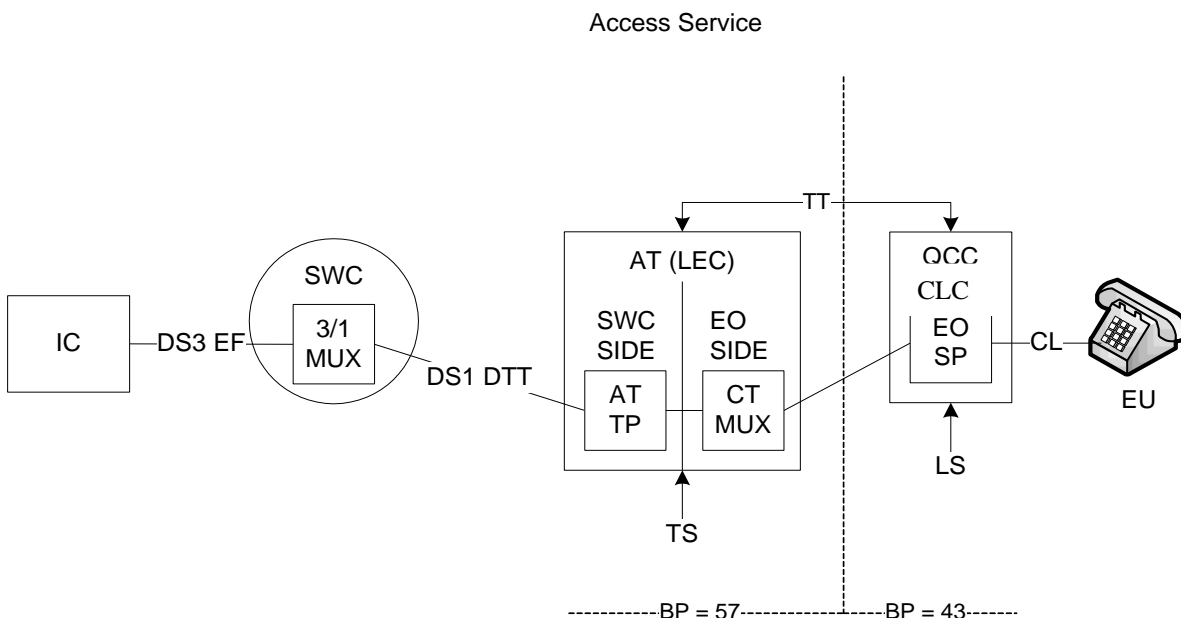 Access Service
TT
IC
DS3 EF
SWC
3/1
MUX
DS1 DTT
AT (LEC)
SWC
SIDE
EO
SIDE
AT
TP
CT
MUX
TS
QCC
CLC
EO
SP
LS
CL
EU
BP = 57
BP = 43